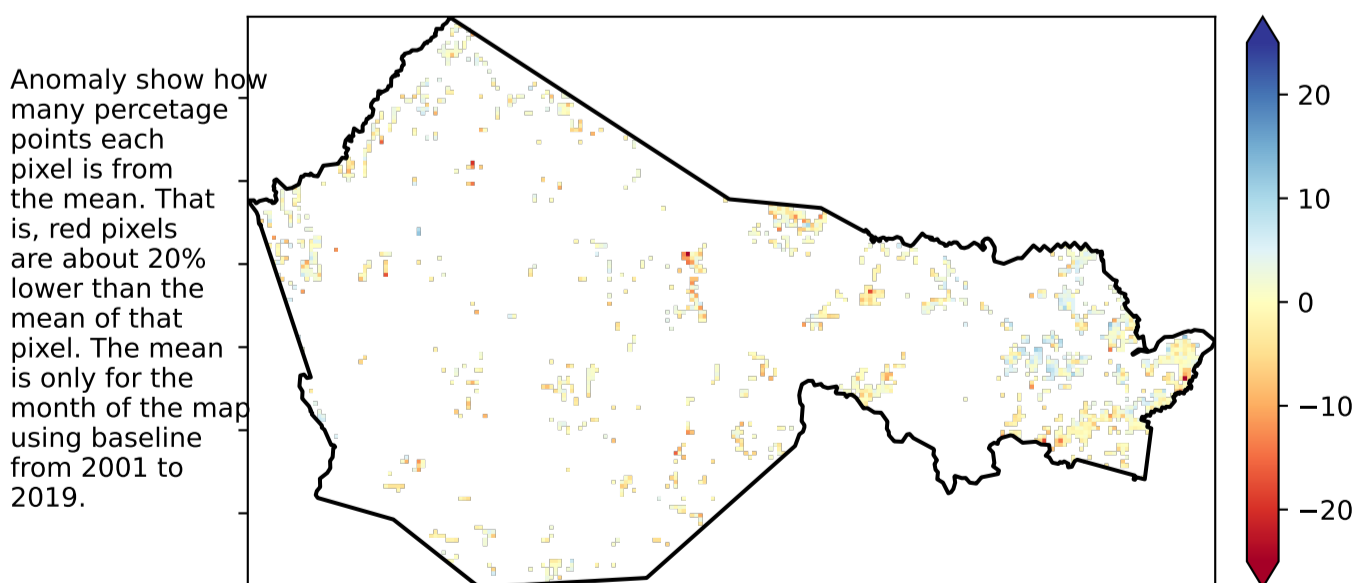 Anomaly show how
many percetage
points each
pixel is from
the mean. That
is, red pixels
are about 20%
lower than the
mean of that
pixel. The mean
is only for the
month of the map
using baseline
from 2001 to
2019.
20
10
0
−10
−20